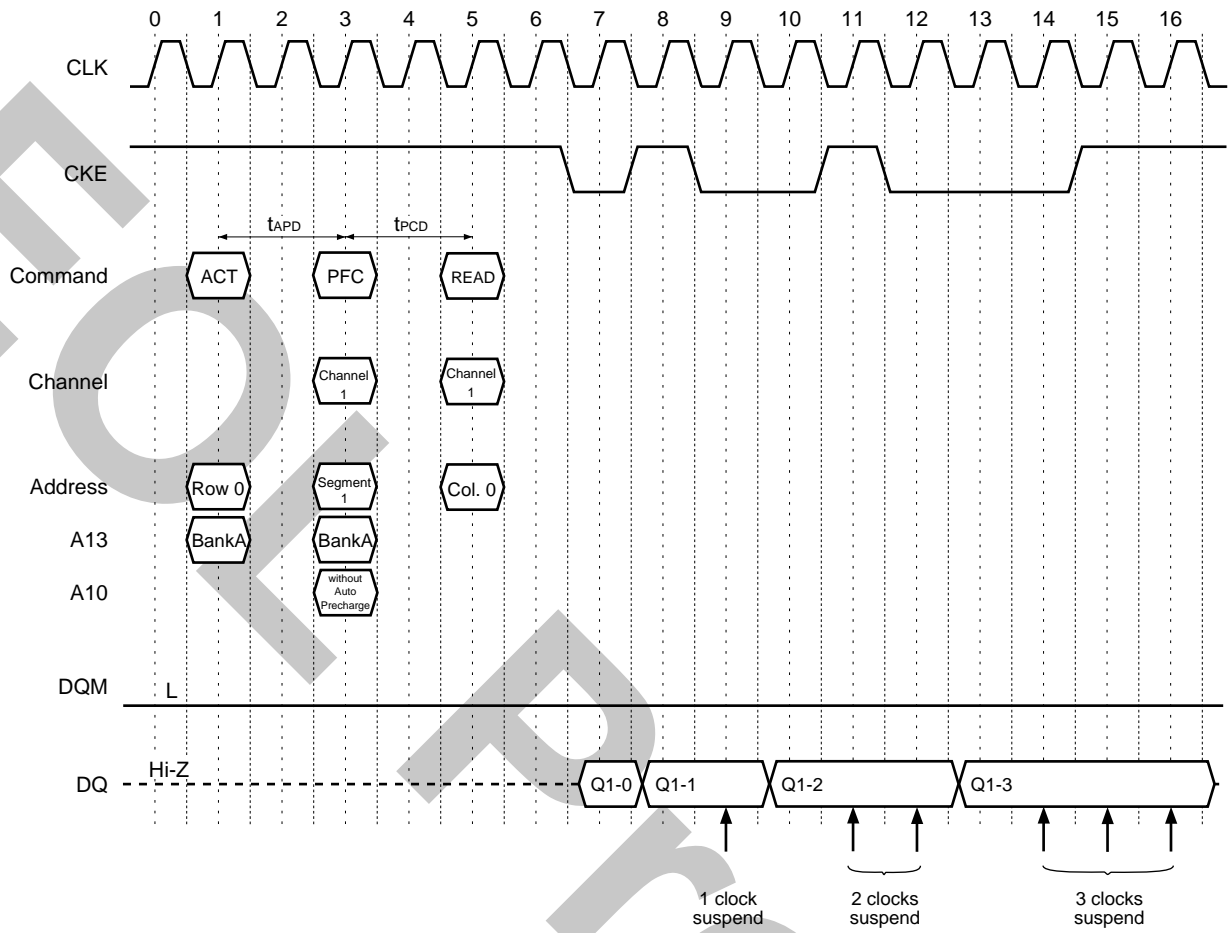 0 1 2 3 4 5 6 7 8 9 10 11 12 13 14 15 16
CLK
CKE
tAPD tPCD
Command ACT PFC READ
Channel Channel 1 Channel 1
Address Row 0 Segment 1 Col. 0
A13 BankA BankA
A10 without Auto Precharge
DQM L
DQ Hi-Z Q1-0 Q1-1 Q1-2 Q1-3
1 clock suspend 2 clocks suspend 3 clocks suspend